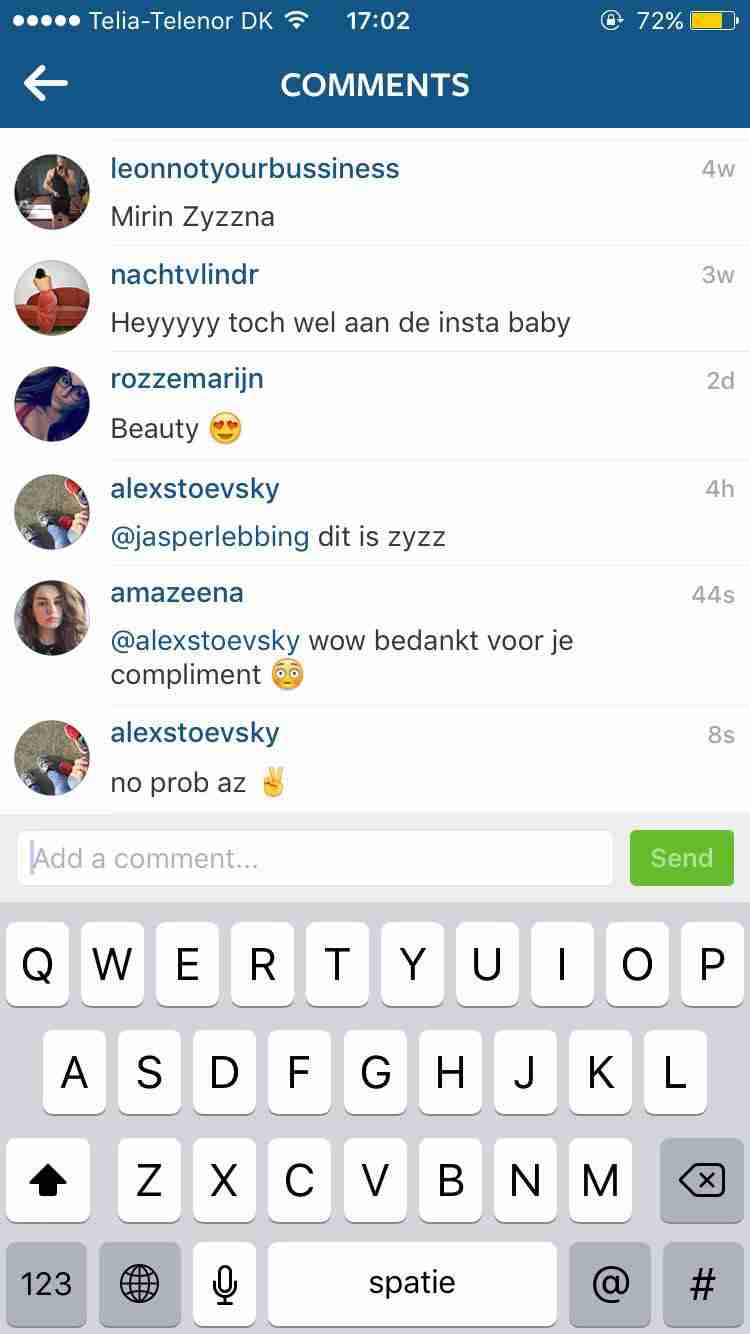 Telia-Telenor DK 17:02 72%
COMMENTS
leonnotyourbussiness 4w
Mirin Zyzzna
nachtvlindr 3w
Heyyyyy toch wel aan de insta baby
rozzemarijn 2d
Beauty 😍
alexstoevsky 4h
@jasperlebbing dit is zyzz
amazeena 44s
@alexstoevsky wow bedankt voor je
compliment 😳
alexstoevsky 8s
no prob az ✌
Add a comment... Send
Q W E R T Y U I O P
A S D F G H J K L
Z X C V B N M
123 spatie @ #